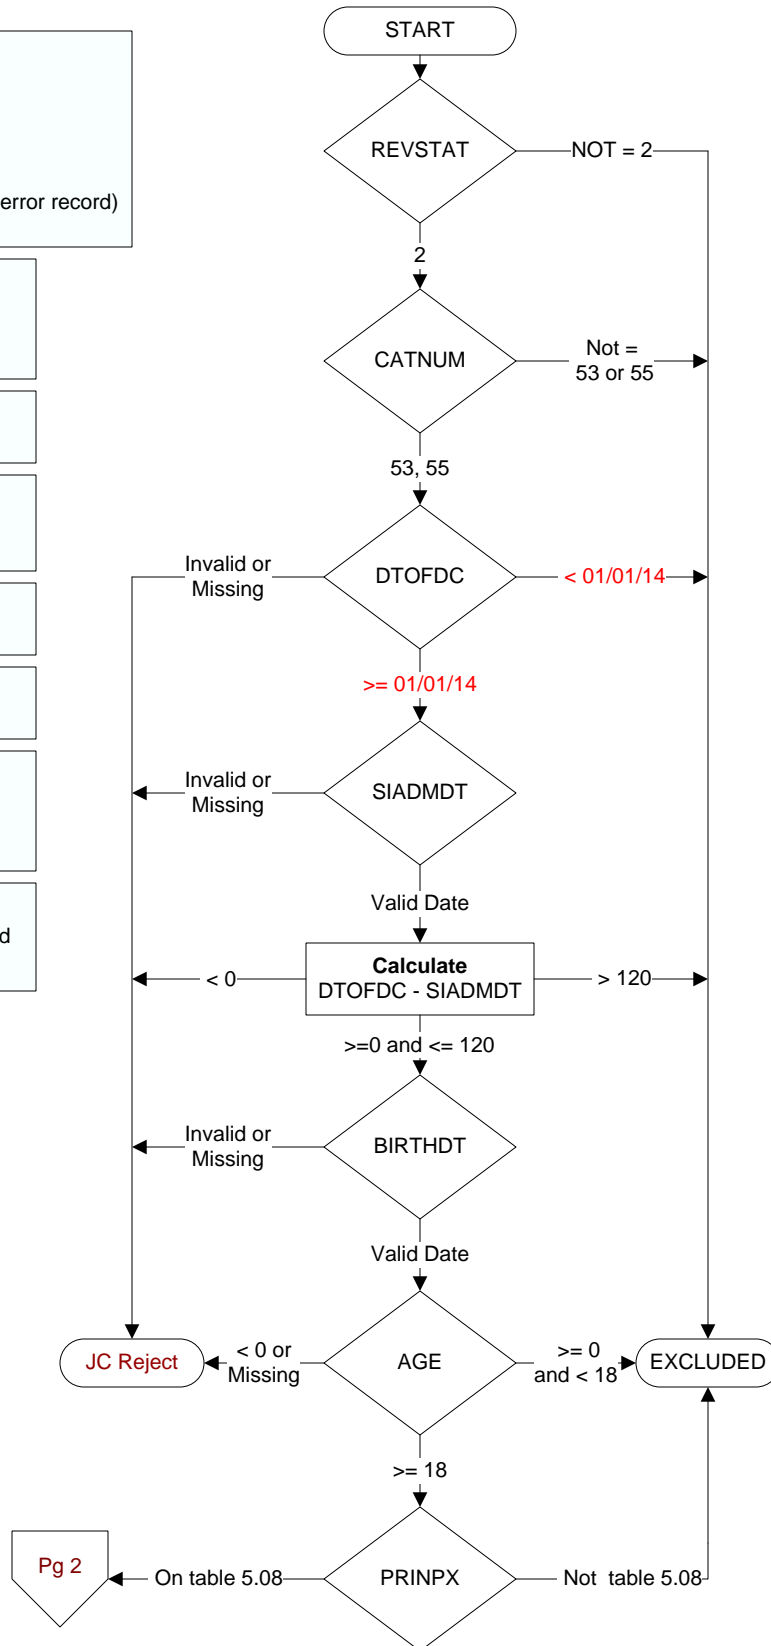 START
REVSTAT
NOT = 2
error record)
2
CATNUM
Not =
53 or 55
53, 55
Invalid or
Missing
DTOFDC
< 01/01/14
>= 01/01/14
Invalid or
Missing
SIADMDT
Valid Date
d
< 0
Calculate
DTOFDC - SIADMDT
> 120
>=0 and <= 120
Invalid or
Missing
BIRTHDT
Valid Date
JC Reject
< 0 or
Missing
AGE
>= 0
and < 18
EXCLUDED
>= 18
Pg 2
On table 5.08
PRINPX
Not  table 5.08